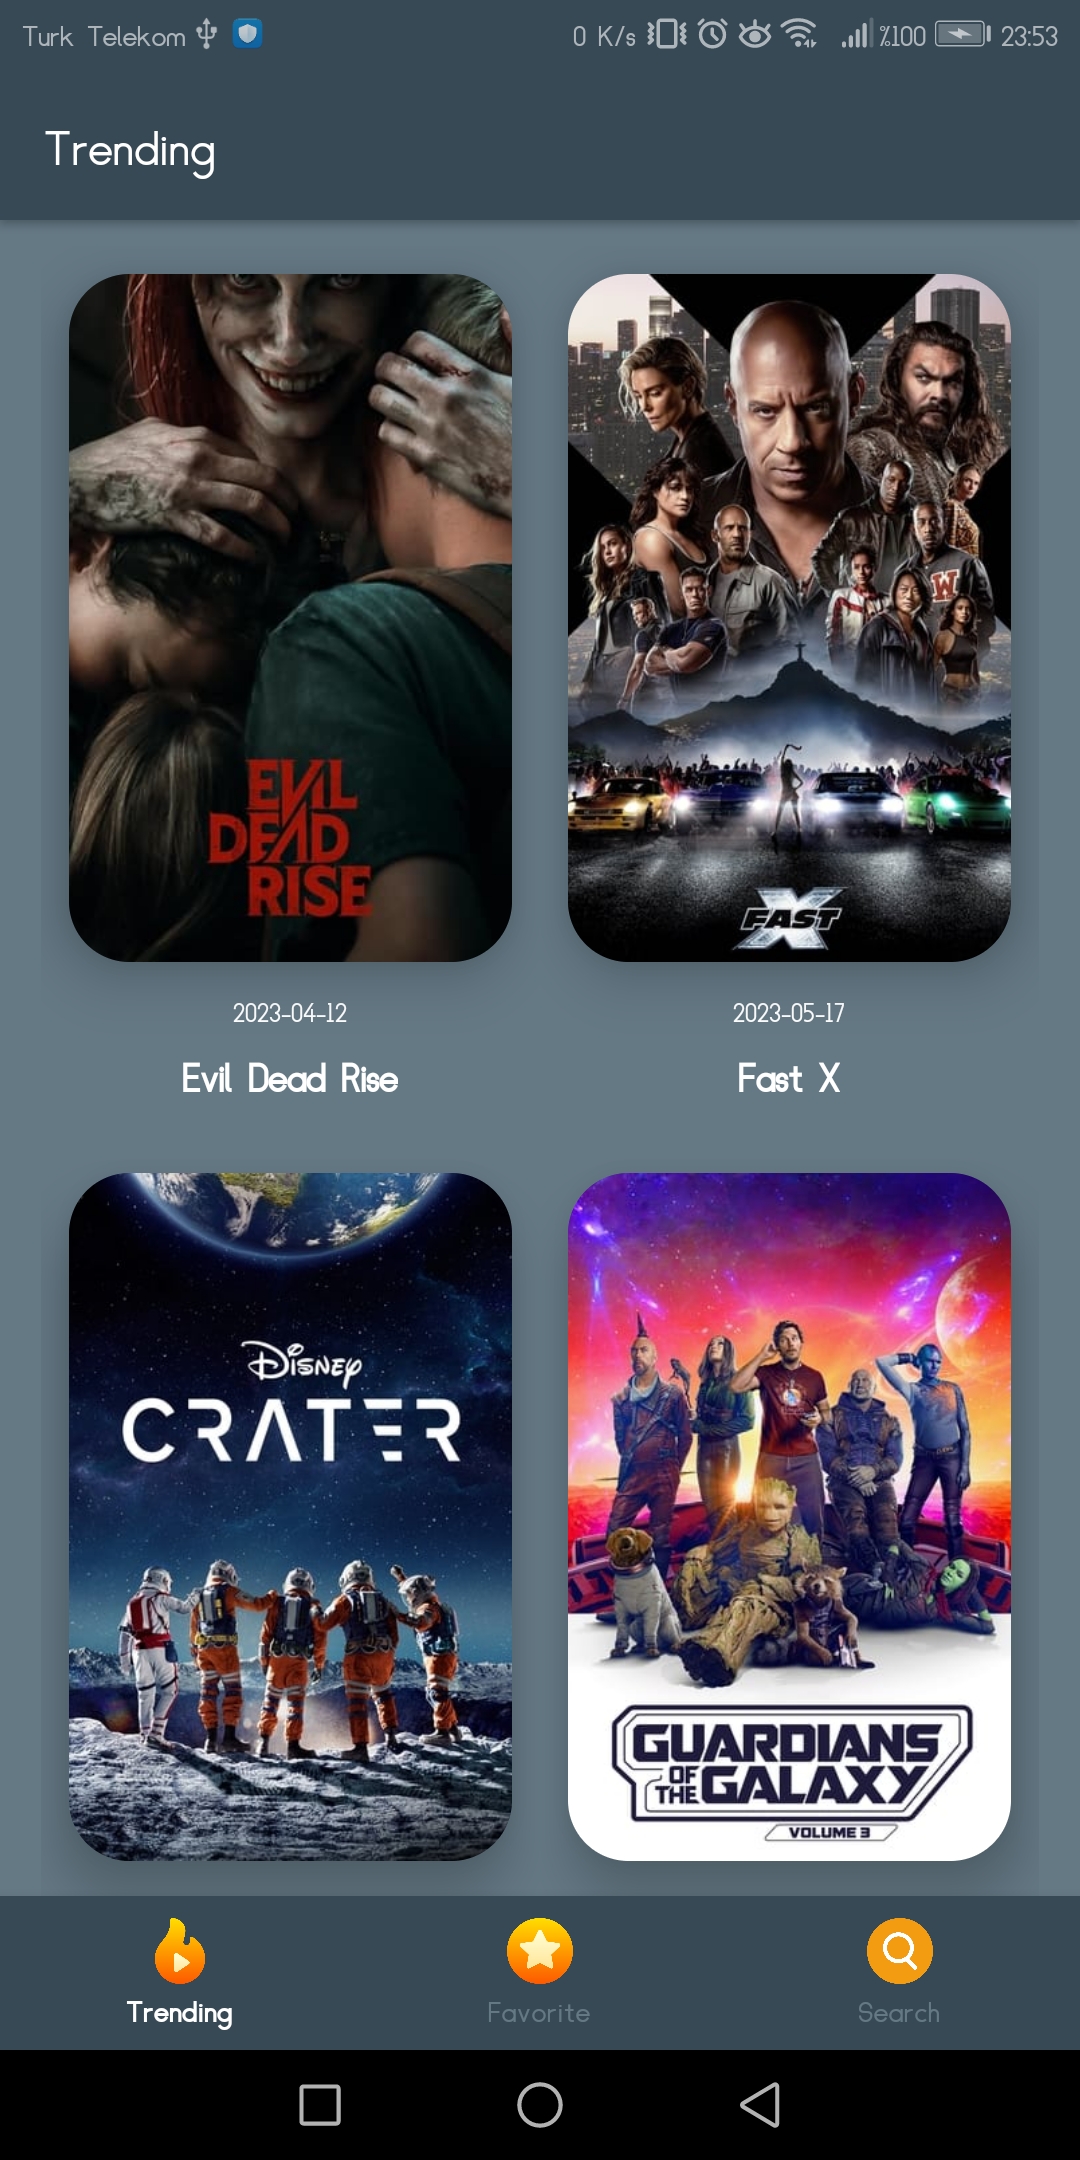 Turk Telekom
0 K/s %100 23:53
Trending
EVIL
DEAD
RISE
W
FAST X
2023-04-12
2023-05-17
Evil Dead Rise
Fast X
Disney
CRATER
GUARDIANS
OF THE GALAXY
VOLUME 3
Trending
Favorite
Search